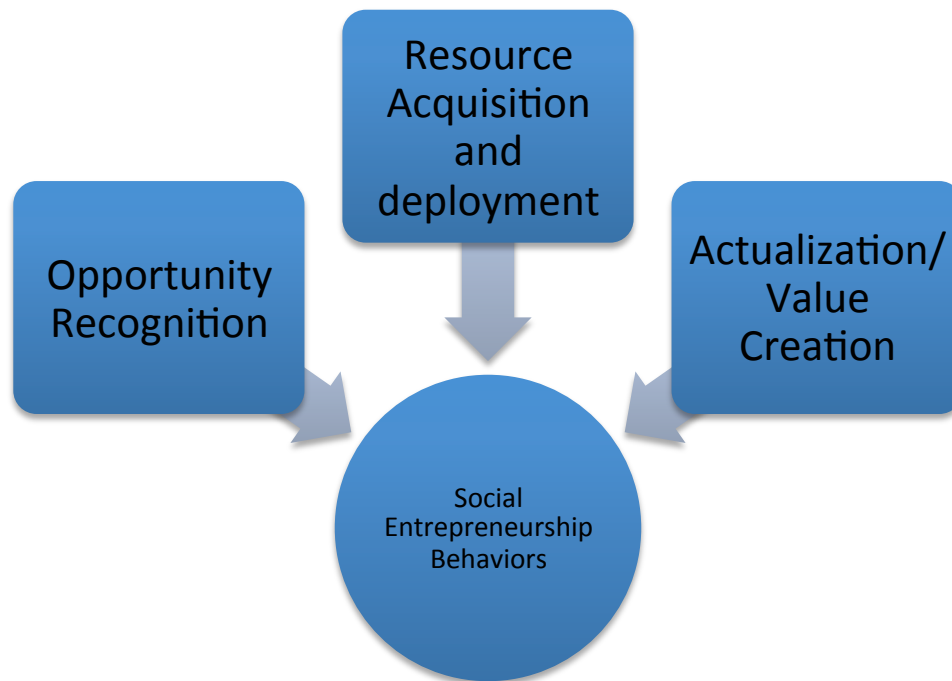 Resource
Acquisition
and
deployment
Opportunity
Recognition
Actualization/
Value
Creation
Social
Entrepreneurship
Behaviors